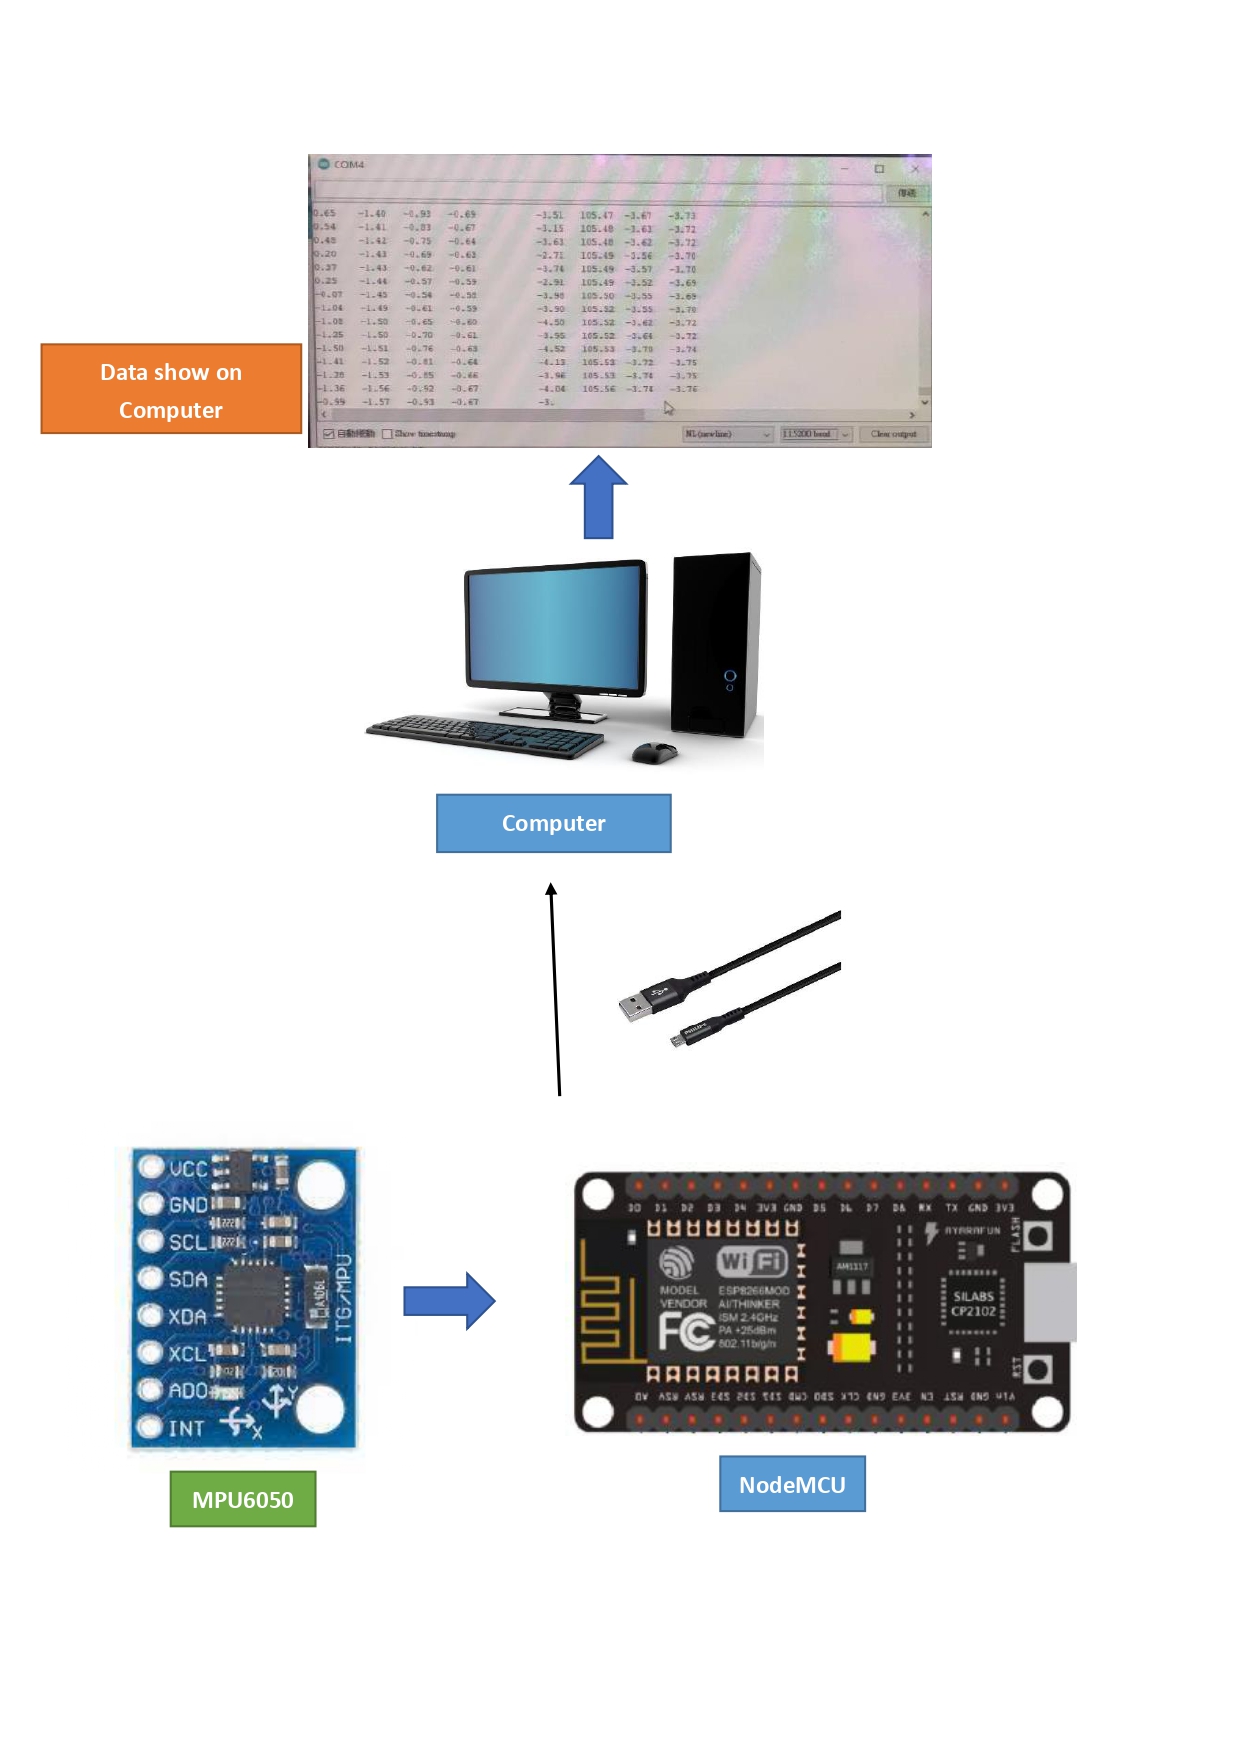 COM4
傳送
0.65 -1.40 -0.93 -0.69 -3.51 105.47 -3.67 -3.73
0.54 -1.41 -0.83 -0.67 -3.15 105.48 -3.63 -3.72
0.48 -1.42 -0.75 -0.64 -3.63 105.48 -3.62 -3.72
0.20 -1.43 -0.69 -0.63 -2.71 105.49 -3.56 -3.70
0.37 -1.43 -0.62 -0.61 -3.74 105.49 -3.57 -3.70
0.25 -1.44 -0.57 -0.59 -2.91 105.49 -3.52 -3.69
-0.07 -1.45 -0.54 -0.58 -3.98 105.50 -3.55 -3.69
-1.04 -1.49 -0.61 -0.59 -3.90 105.52 -3.55 -3.70
-1.08 -1.50 -0.65 -0.60 -4.50 105.52 -3.62 -3.72
-1.25 -1.50 -0.70 -0.61 -3.95 105.52 -3.64 -3.72
-1.50 -1.51 -0.76 -0.63 -4.52 105.53 -3.70 -3.74
-1.41 -1.52 -0.81 -0.64 -4.13 105.53 -3.72 -3.75
-1.28 -1.53 -0.85 -0.66 -3.96 105.53 -3.74 -3.75
-1.36 -1.56 -0.92 -0.67 -4.04 105.56 -3.74 -3.76
-0.99 -1.57 -0.93 -0.67 -3.
自動捲動 Show timestamp NL(newline) 115200 baud Clear output
Data show on
Computer
Computer
PHILIPS
VCC
GND
SCL
SDA
XDA
XCL
ADO
INT
ITG/MPU
222
222
Y
X
MPU6050
D0 D1 D2 D3 D4 3V3 GND D5 D6 D7 D8 RX TX GND 3V3
AYARAFUN
FLASH
WiFi
AM1117
MODEL
VENDOR
ESP8266MOD
AI/THINKER
ISM 2.4GHz
PA +25dBm
802.11b/g/n
FC
SILABS
CP2102
RST
A0 RSV RSV SD3 SD2 SD1 CMD SD0 CLK GND 3V3 EN RST GND Vin
NodeMCU